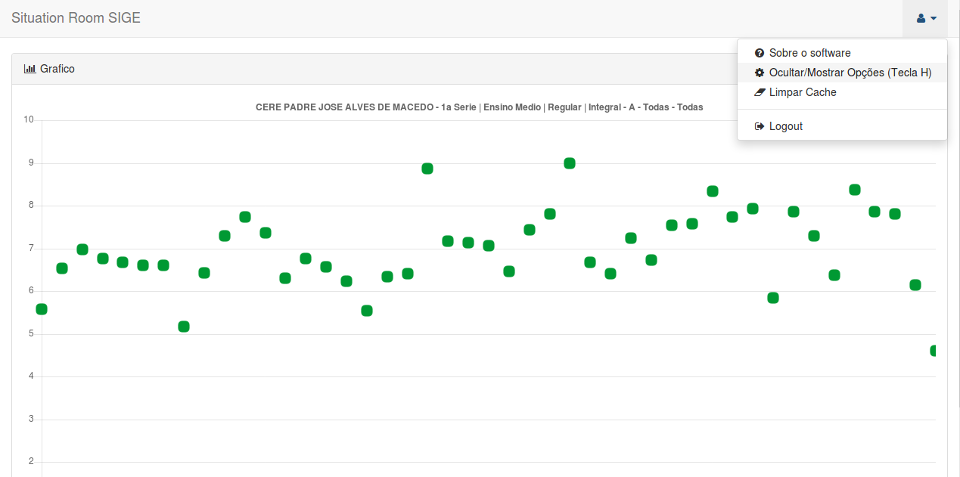 Situation Room SIGE
Sobre o software
Ocultar/Mostrar Opções (Tecla H)
Limpar Cache
Logout
Grafico
CERE PADRE JOSE ALVES DE MACEDO - 1a Serie | Ensino Medio | Regular | Integral - A - Todas - Todas
10
9
8
7
6
5
4
3
2